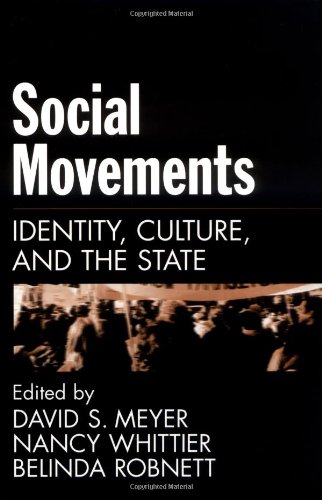 Social
Movements
IDENTITY, CULTURE,
AND THE STATE
Edited by
DAVID S. MEYER
NANCY WHITTIER
BELINDA ROBNETT